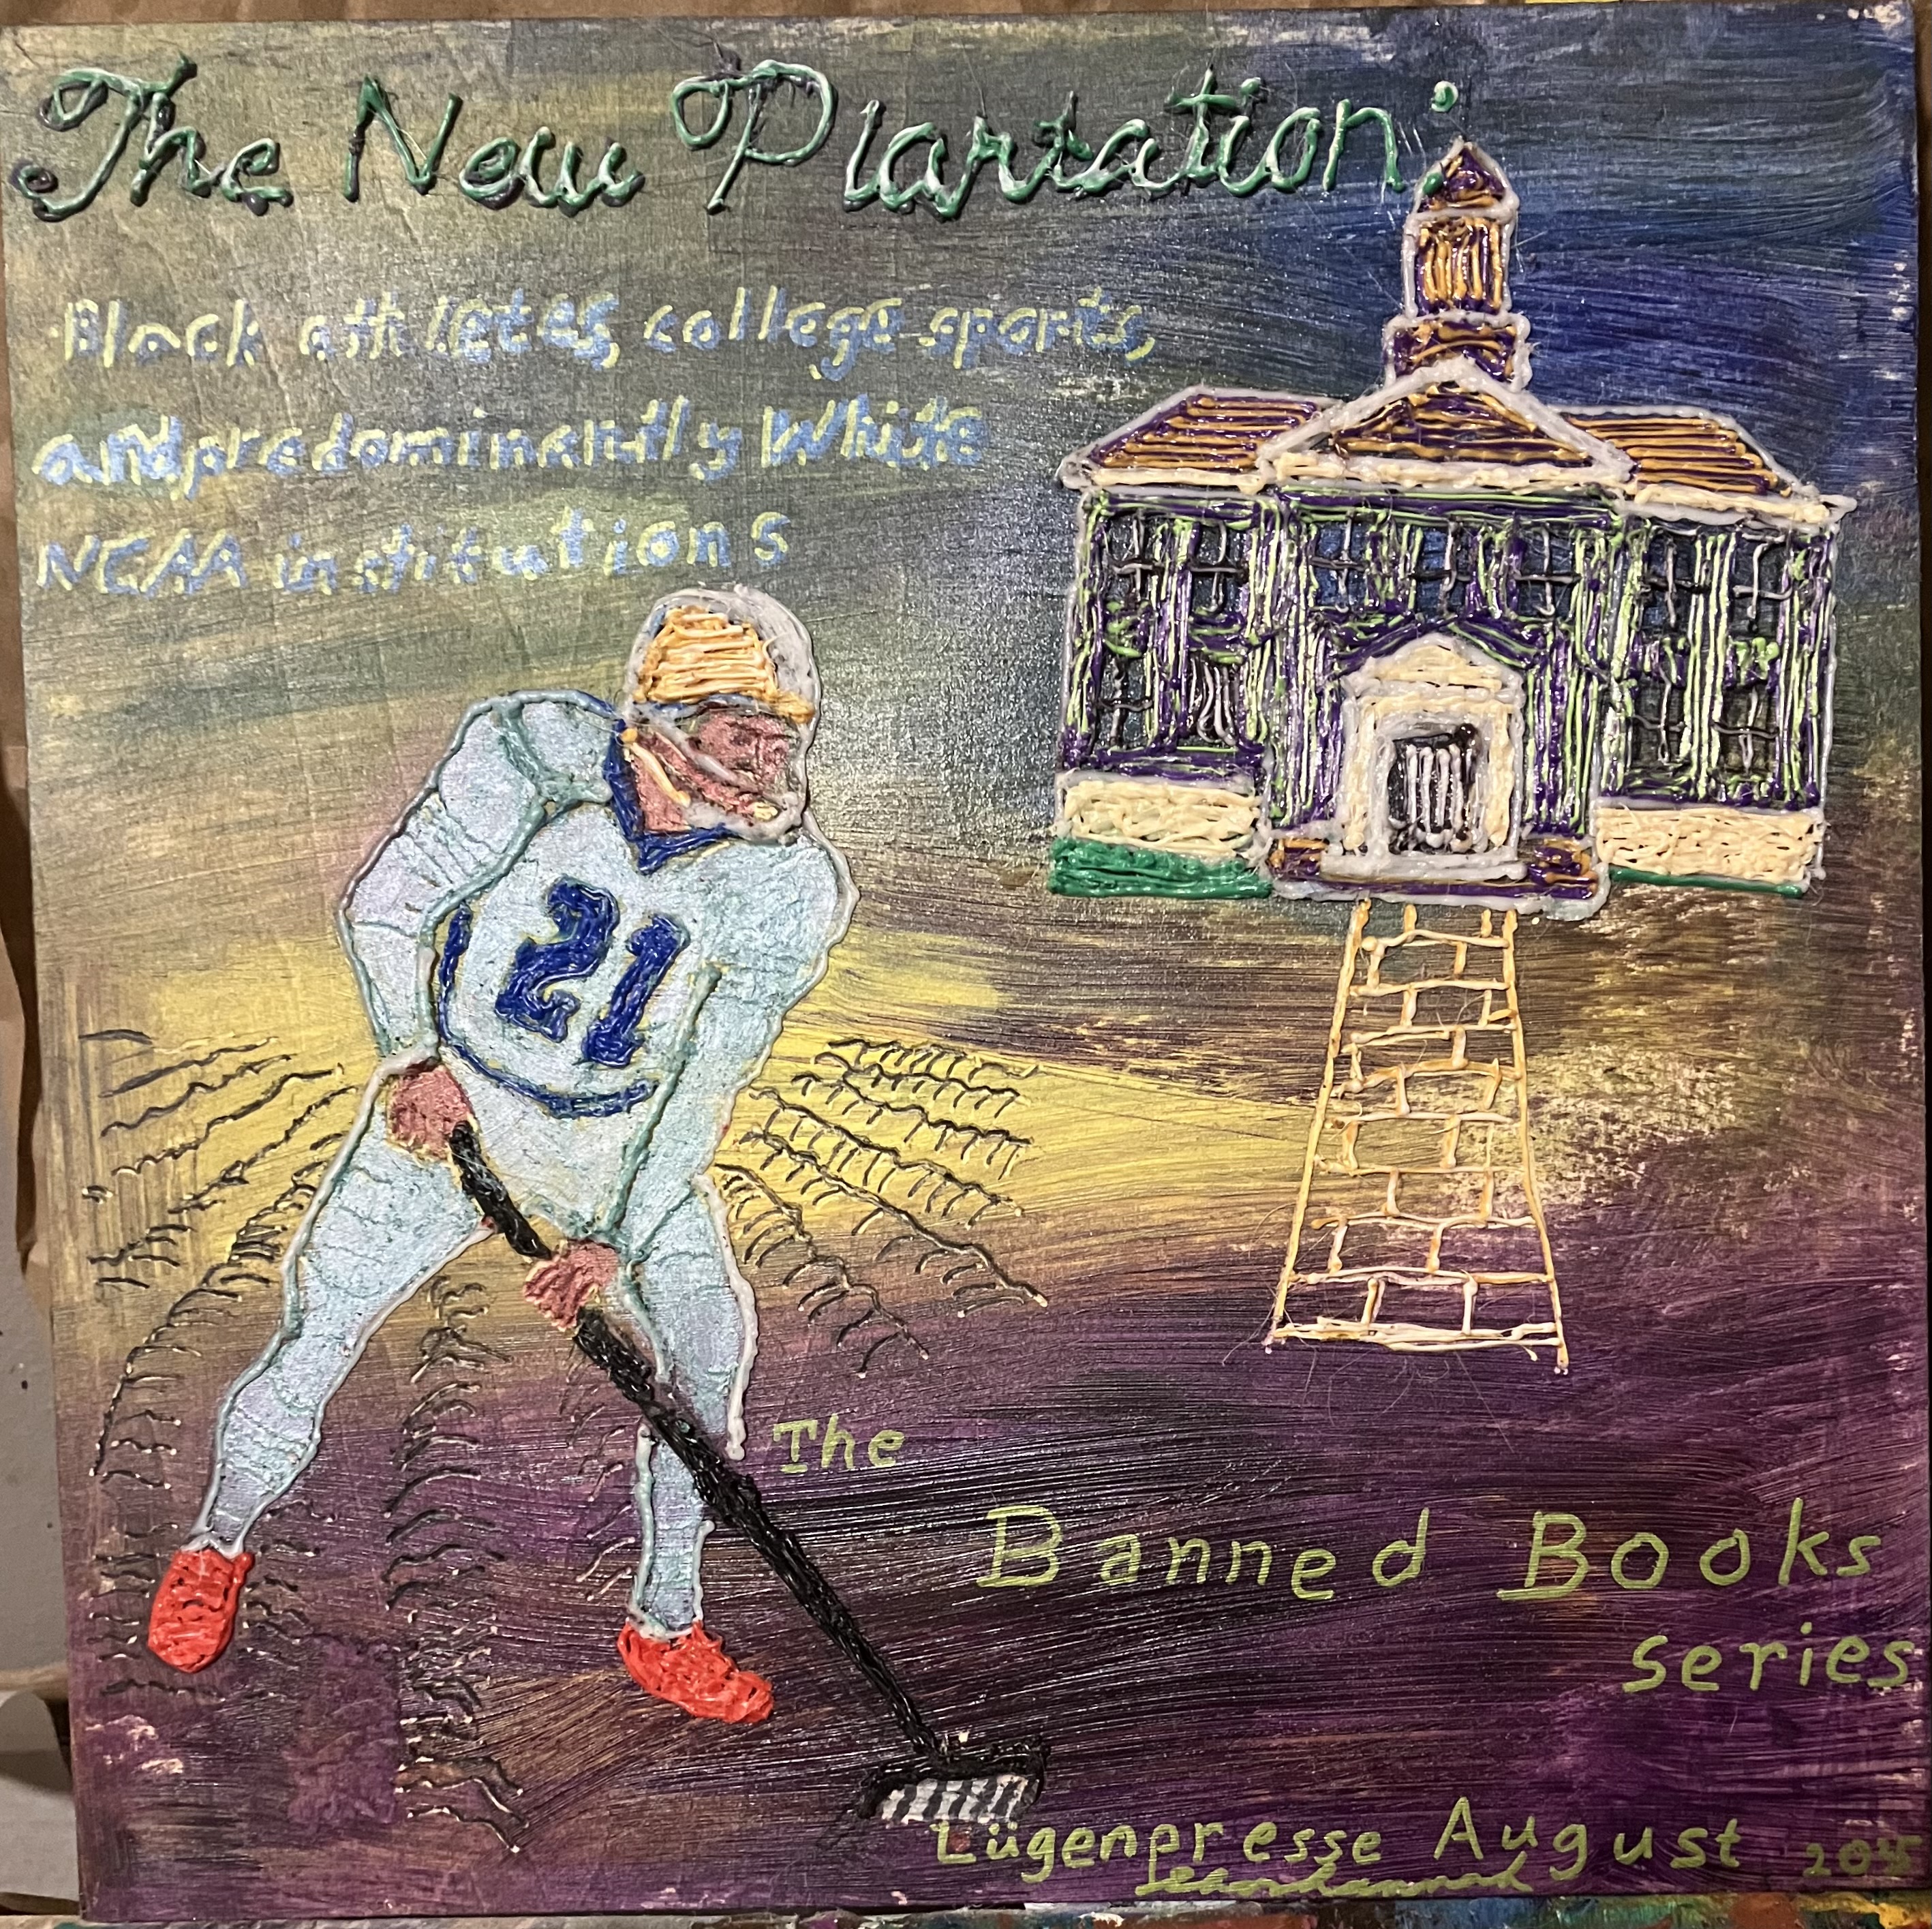 The New Plantation:
Black athletes, college sports,
and predominantly White
NCAA institutions
21
The
Banned Books
series
Lügenpresse August